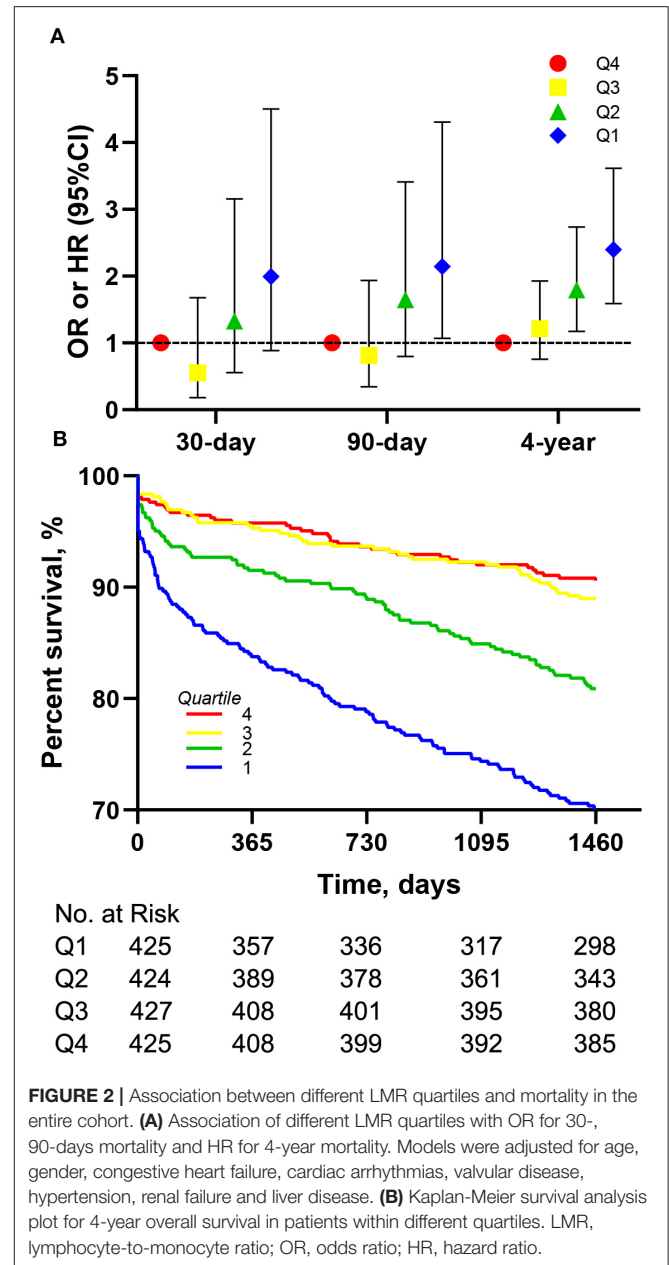 A
Q4
Q3
Q2
Q1
5
4
3
2
1
0
OR or HR (95%CI)
30-day 90-day 4-year
B
100
90
80
70
Percent survival, %
Quartile
4
3
2
1
0 365 730 1095 1460
Time, days
No. at Risk
Q1 425 357 336 317 298
Q2 424 389 378 361 343
Q3 427 408 401 395 380
Q4 425 408 399 392 385
FIGURE 2 | Association between different LMR quartiles and mortality in the
entire cohort. (A) Association of different LMR quartiles with OR for 30-,
90-days mortality and HR for 4-year mortality. Models were adjusted for age,
gender, congestive heart failure, cardiac arrhythmias, valvular disease,
hypertension, renal failure and liver disease. (B) Kaplan-Meier survival analysis
plot for 4-year overall survival in patients within different quartiles. LMR,
lymphocyte-to-monocyte ratio; OR, odds ratio; HR, hazard ratio.